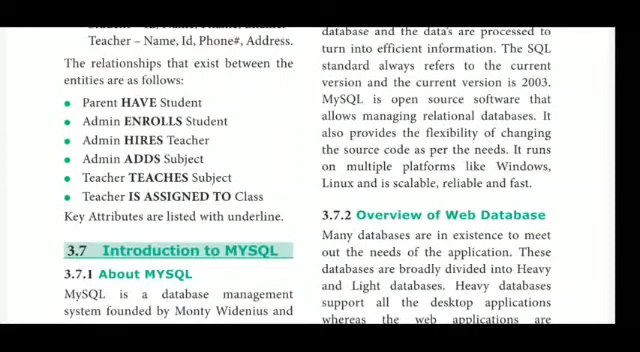 Teacher – Name, Id, Phone#, Address.
The relationships that exist between the
entities are as follows:
• Parent HAVE Student
• Admin ENROLLS Student
• Admin HIRES Teacher
• Admin ADDS Subject
• Teacher TEACHES Subject
• Teacher IS ASSIGNED TO Class
Key Attributes are listed with underline.
3.7 Introduction to MYSQL
3.7.1 About MYSQL
MySQL is a database management
system founded by Monty Widenius and
database and the data's are processed to
turn into efficient information. The SQL
standard always refers to the current
version and the current version is 2003.
MySQL is open source software that
allows managing relational databases. It
also provides the flexibility of changing
the source code as per the needs. It runs
on multiple platforms like Windows,
Linux and is scalable, reliable and fast.
3.7.2 Overview of Web Database
Many databases are in existence to meet
out the needs of the application. These
databases are broadly divided into Heavy
and Light databases. Heavy databases
support all the desktop applications
whereas the web applications are